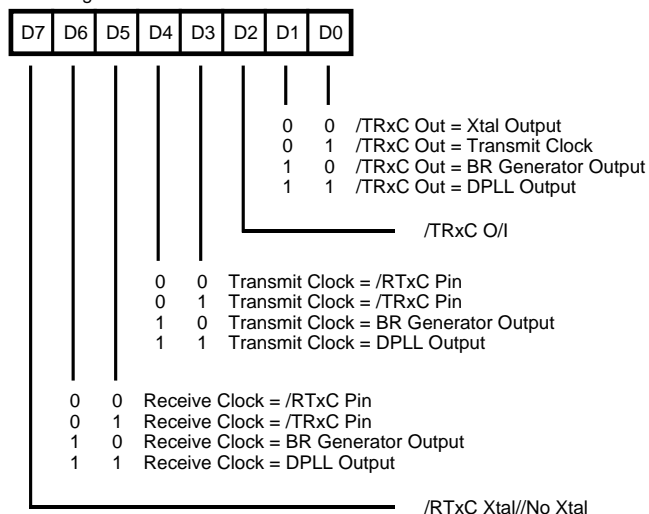 D7 D6 D5 D4 D3 D2 D1 D0
0 0 /TRxC Out = Xtal Output
0 1 /TRxC Out = Transmit Clock
1 0 /TRxC Out = BR Generator Output
1 1 /TRxC Out = DPLL Output
/TRxC O/I
0 0 Transmit Clock = /RTxC Pin
0 1 Transmit Clock = /TRxC Pin
1 0 Transmit Clock = BR Generator Output
1 1 Transmit Clock = DPLL Output
0 0 Receive Clock = /RTxC Pin
0 1 Receive Clock = /TRxC Pin
1 0 Receive Clock = BR Generator Output
1 1 Receive Clock = DPLL Output
/RTxC Xtal//No Xtal